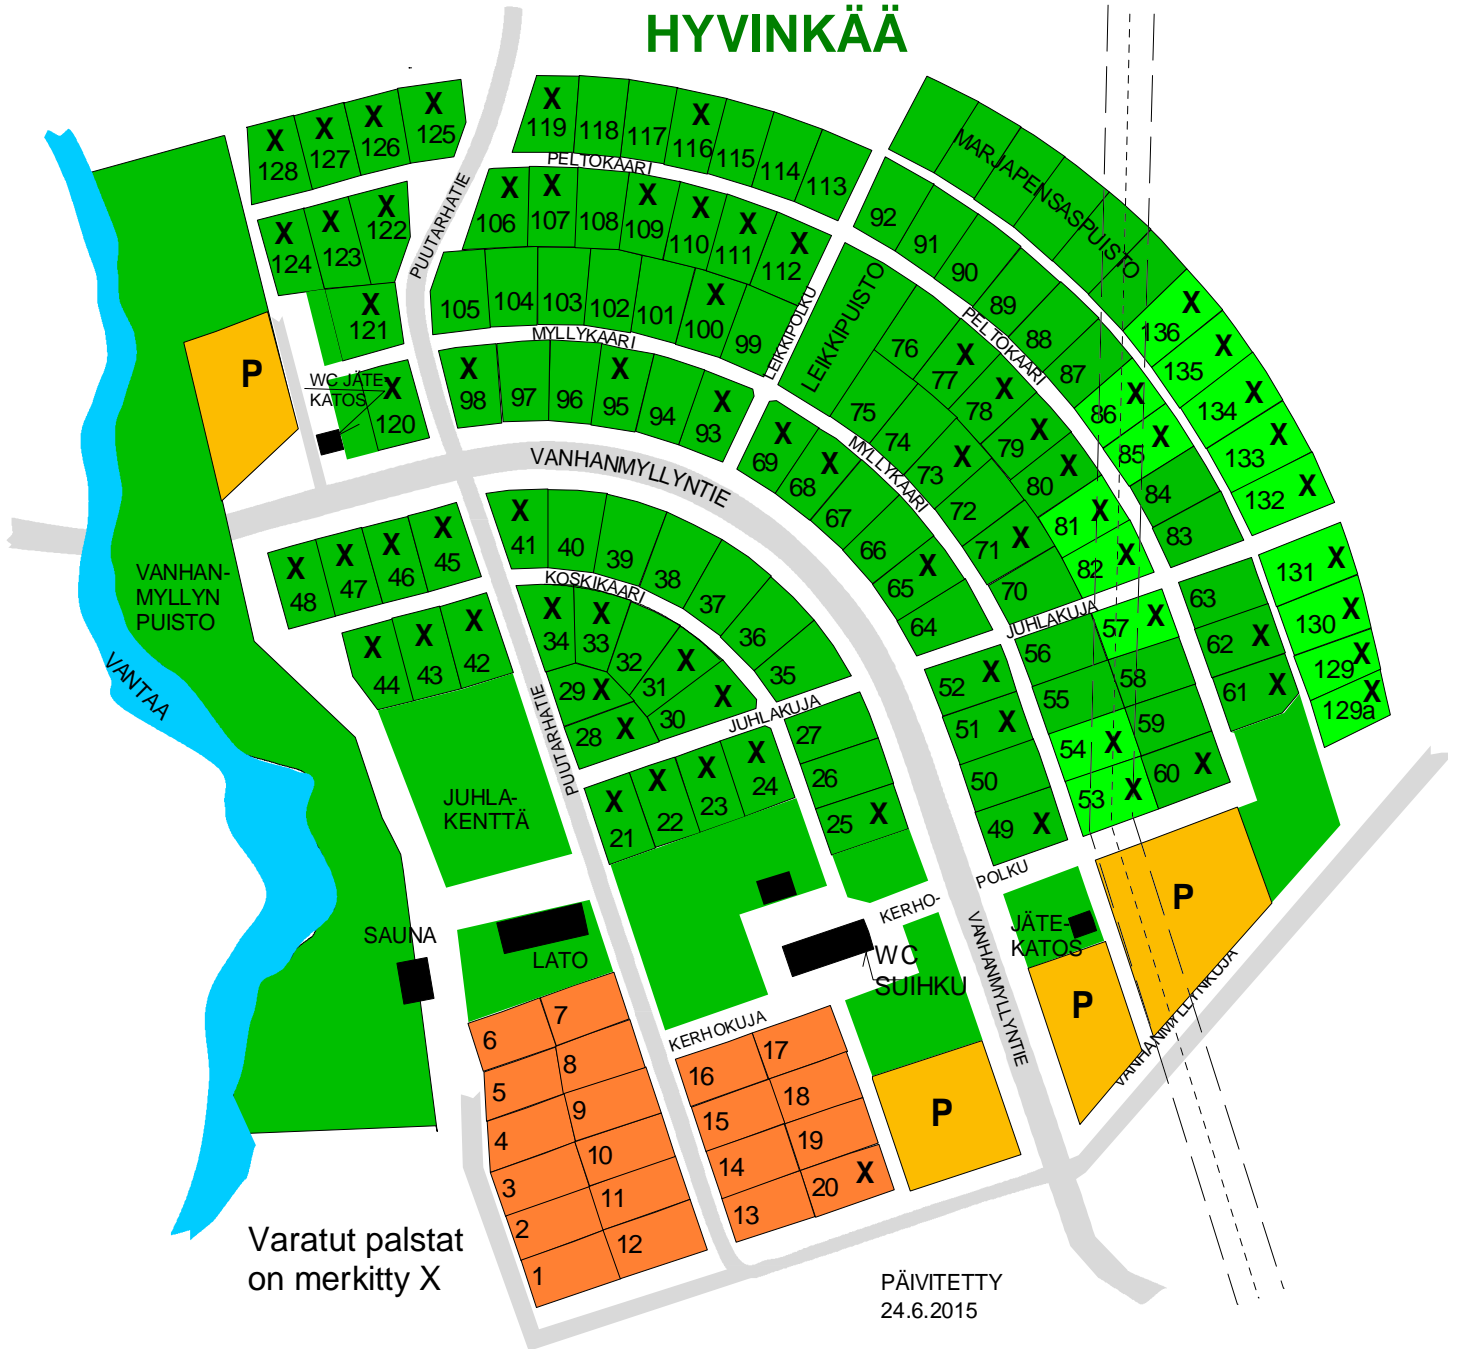 HYVINKÄÄ
X X X X
128 127 126 125
X X X
124 123 122
X
121
X
120
WC JÄTE
KATOS
P
PUUTARHATIE
X X
119 118 117 116 115 114 113
PELTOKAARI
X X X X X X
106 107 108 109 110 111 112
X
105 104 103 102 101 100 99
MYLLYKAARI
X X X
98 97 96 95 94 93
LEIKKIPOLKU
LEIKKIPUISTO
MARJAPENSASPUISTO
92 91 90 89 88 87
86 X
85 X
84
83
PELTOKAARI
136 X
135 X
134 X
133 X
132 X
76
77 X
78 X
79 X
80 X
81 X
82 X
75
74
73
72 X
71 X
70
MYLLYKAARI
69 X
68 X
67
66
65 X
64
VANHANMYLLYNTIE
X X X X
48 47 46 45
X X X
44 43 42
VANHAN-
MYLLYN
PUISTO
VANTAA
X
41 40 39 38 37 36 35
KOSKIKAARI
X X
34 33 32
31 X
30 X
29 X
28 X
JUHLAKUJA
PUUTARHATIE
JUHLA-
KENTTÄ
X X X X
21 22 23 24
27
26
25 X
JUHLAKUJA
52 X
51 X
50
49 X
56
57 X
55
58
54 X
59
53 X
60 X
63
62 X
61 X
131 X
130 X
129 X
129a X
POLKU
KERHO-
SAUNA
LATO
WC
SUIHKU
JÄTE-
KATOS
P
P
VANHANMYLLYNTIE
VANHANMYLLYNKUJA
KERHOKUJA
6 7
5 8
4 9
3 10
2 11
1 12
16 17
15 18
14 19
13 20 X
P
Varatut palstat
on merkitty X
PÄIVITETTY
24.6.2015